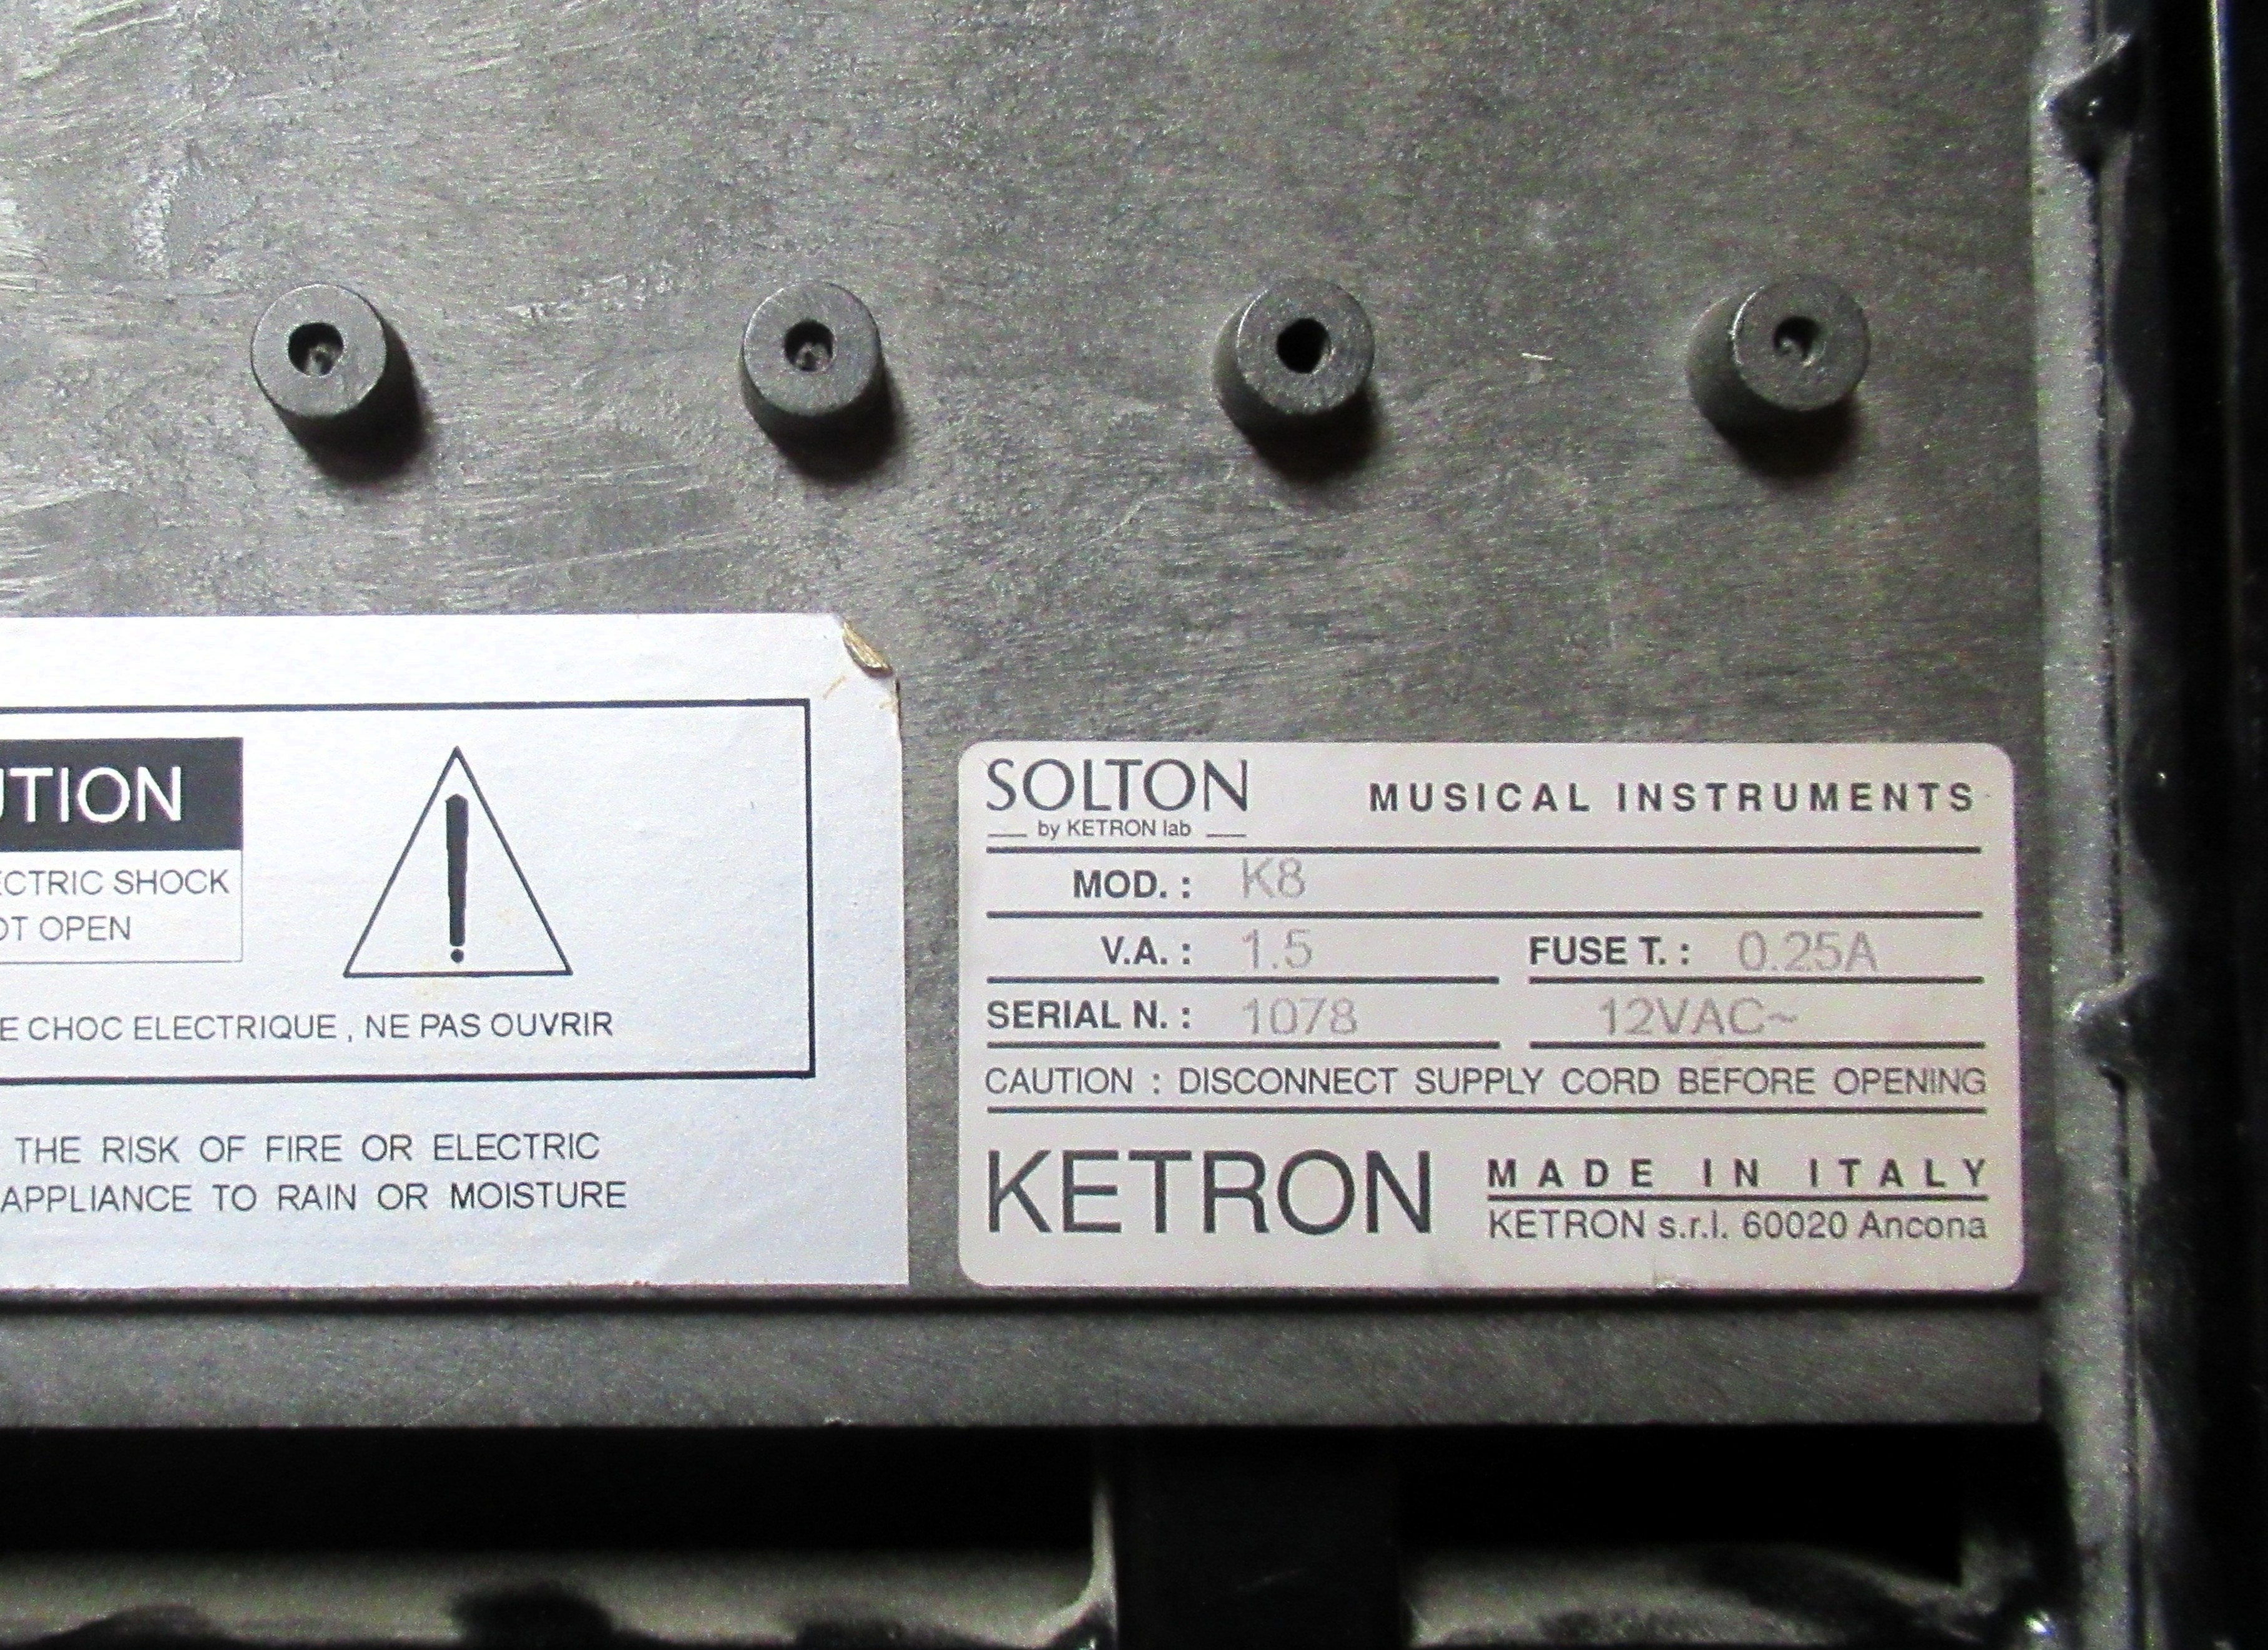 UTION
ECTRIC SHOCK
OT OPEN
E CHOC ELECTRIQUE , NE PAS OUVRIR
THE RISK OF FIRE OR ELECTRIC
APPLIANCE TO RAIN OR MOISTURE
SOLTON
by KETRON lab
MUSICAL INSTRUMENTS
MOD. : K8
V.A. : 1.5 FUSE T. : 0.25A
SERIAL N. : 1078 12VAC~
CAUTION : DISCONNECT SUPPLY CORD BEFORE OPENING
KETRON
MADE IN ITALY
KETRON s.r.l. 60020 Ancona